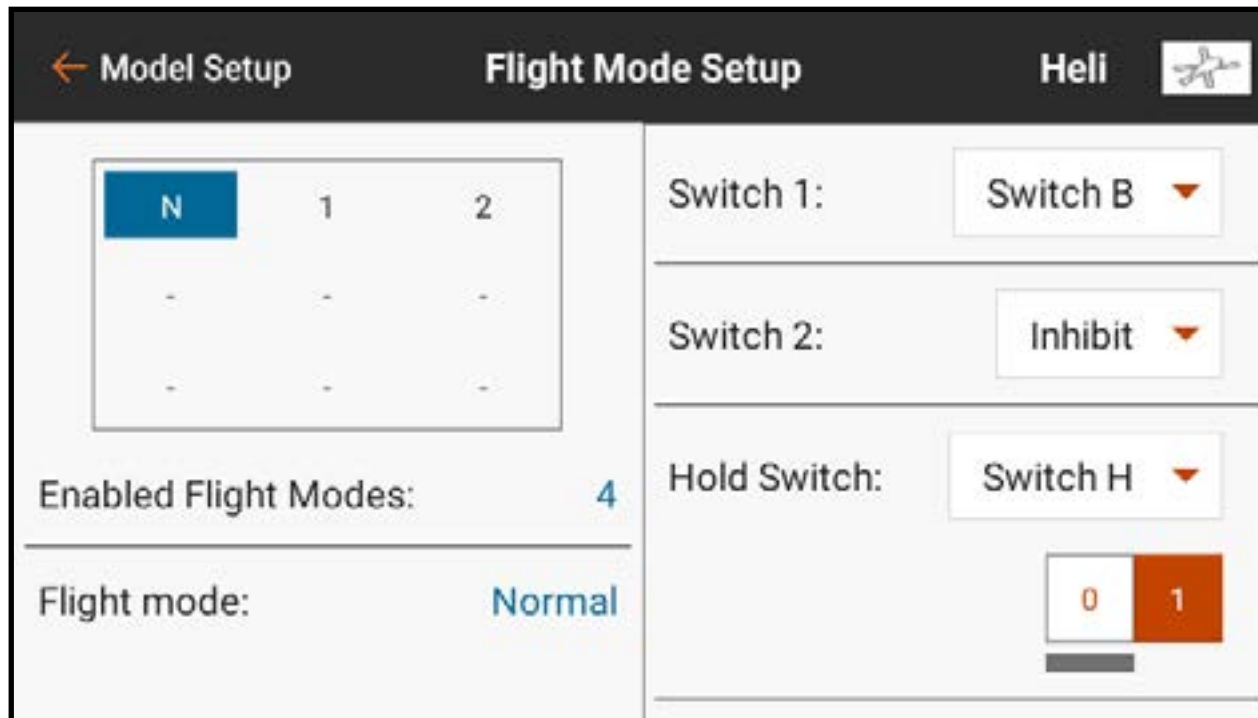 ← Model Setup
Flight Mode Setup
Heli
N 1 2
- - -
- - -
Enabled Flight Modes: 4
Flight mode: Normal
Switch 1: Switch B
Switch 2: Inhibit
Hold Switch: Switch H
0 1